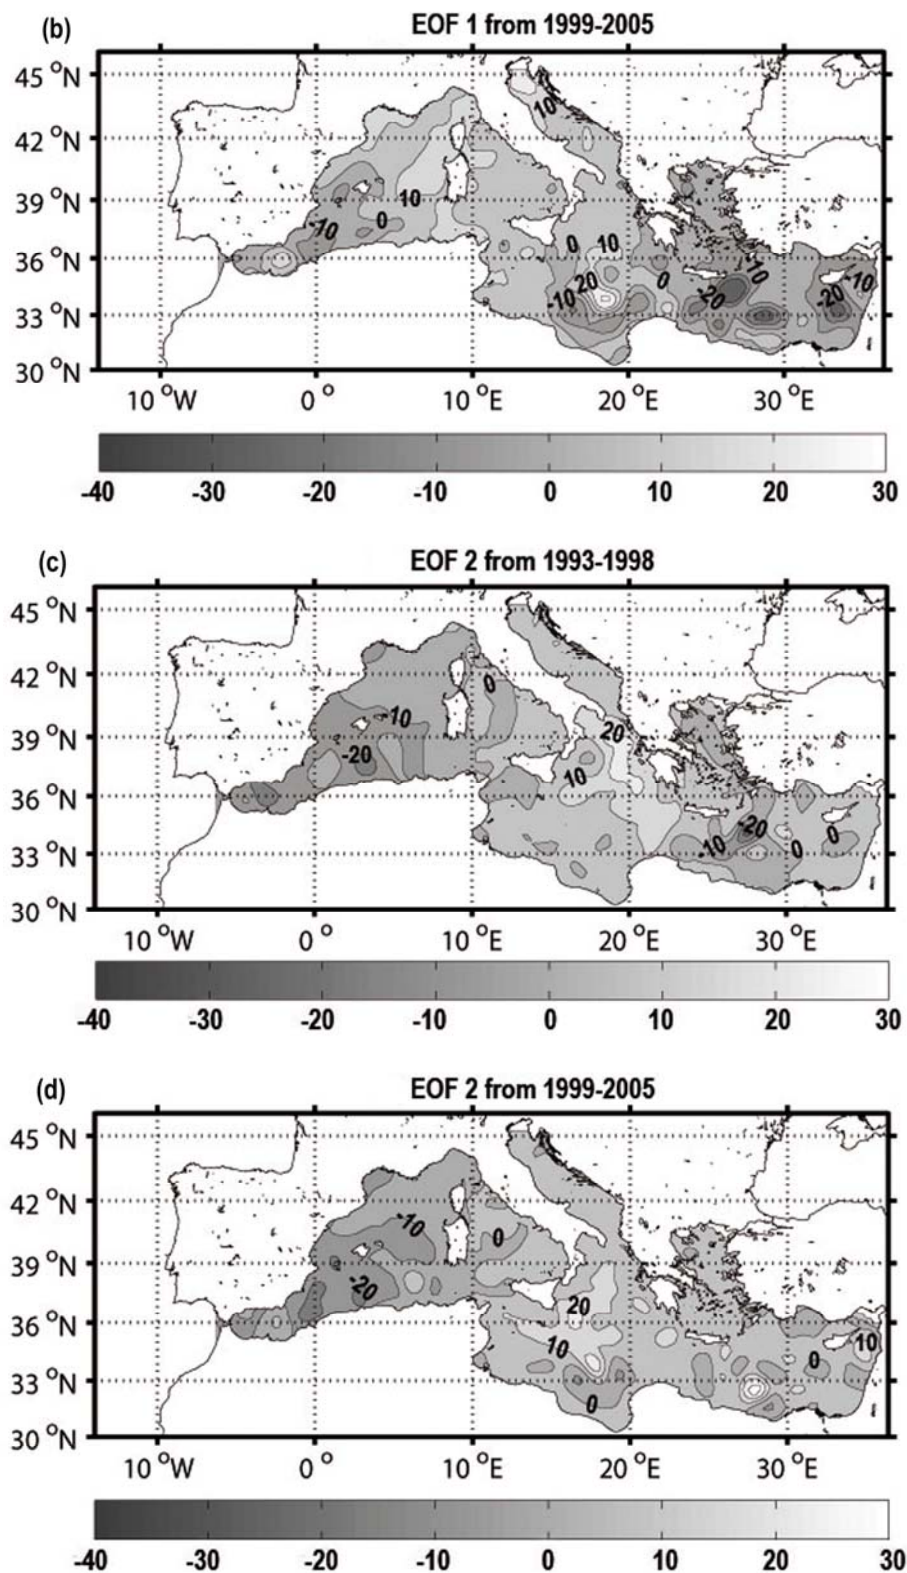 (b)
EOF 1 from 1999-2005
45 °N
10
42 °N
39 °N
10
-10
0
0
10
36 °N
0
-10
20
-10
-20
-20
-10
33 °N
30 °N
10 °W
0 °
10 °E
20 °E
30 °E
-40
-30
-20
-10
0
10
20
30
(c)
EOF 2 from 1993-1998
45 °N
42 °N
0
-10
20
39 °N
-20
10
36 °N
-20
-10
0
0
33 °N
30 °N
10 °W
0 °
10 °E
20 °E
30 °E
-40
-30
-20
-10
0
10
20
30
(d)
EOF 2 from 1999-2005
45 °N
42 °N
-10
0
39 °N
-20
20
36 °N
10
10
0
33 °N
0
30 °N
10 °W
0 °
10 °E
20 °E
30 °E
-40
-30
-20
-10
0
10
20
30